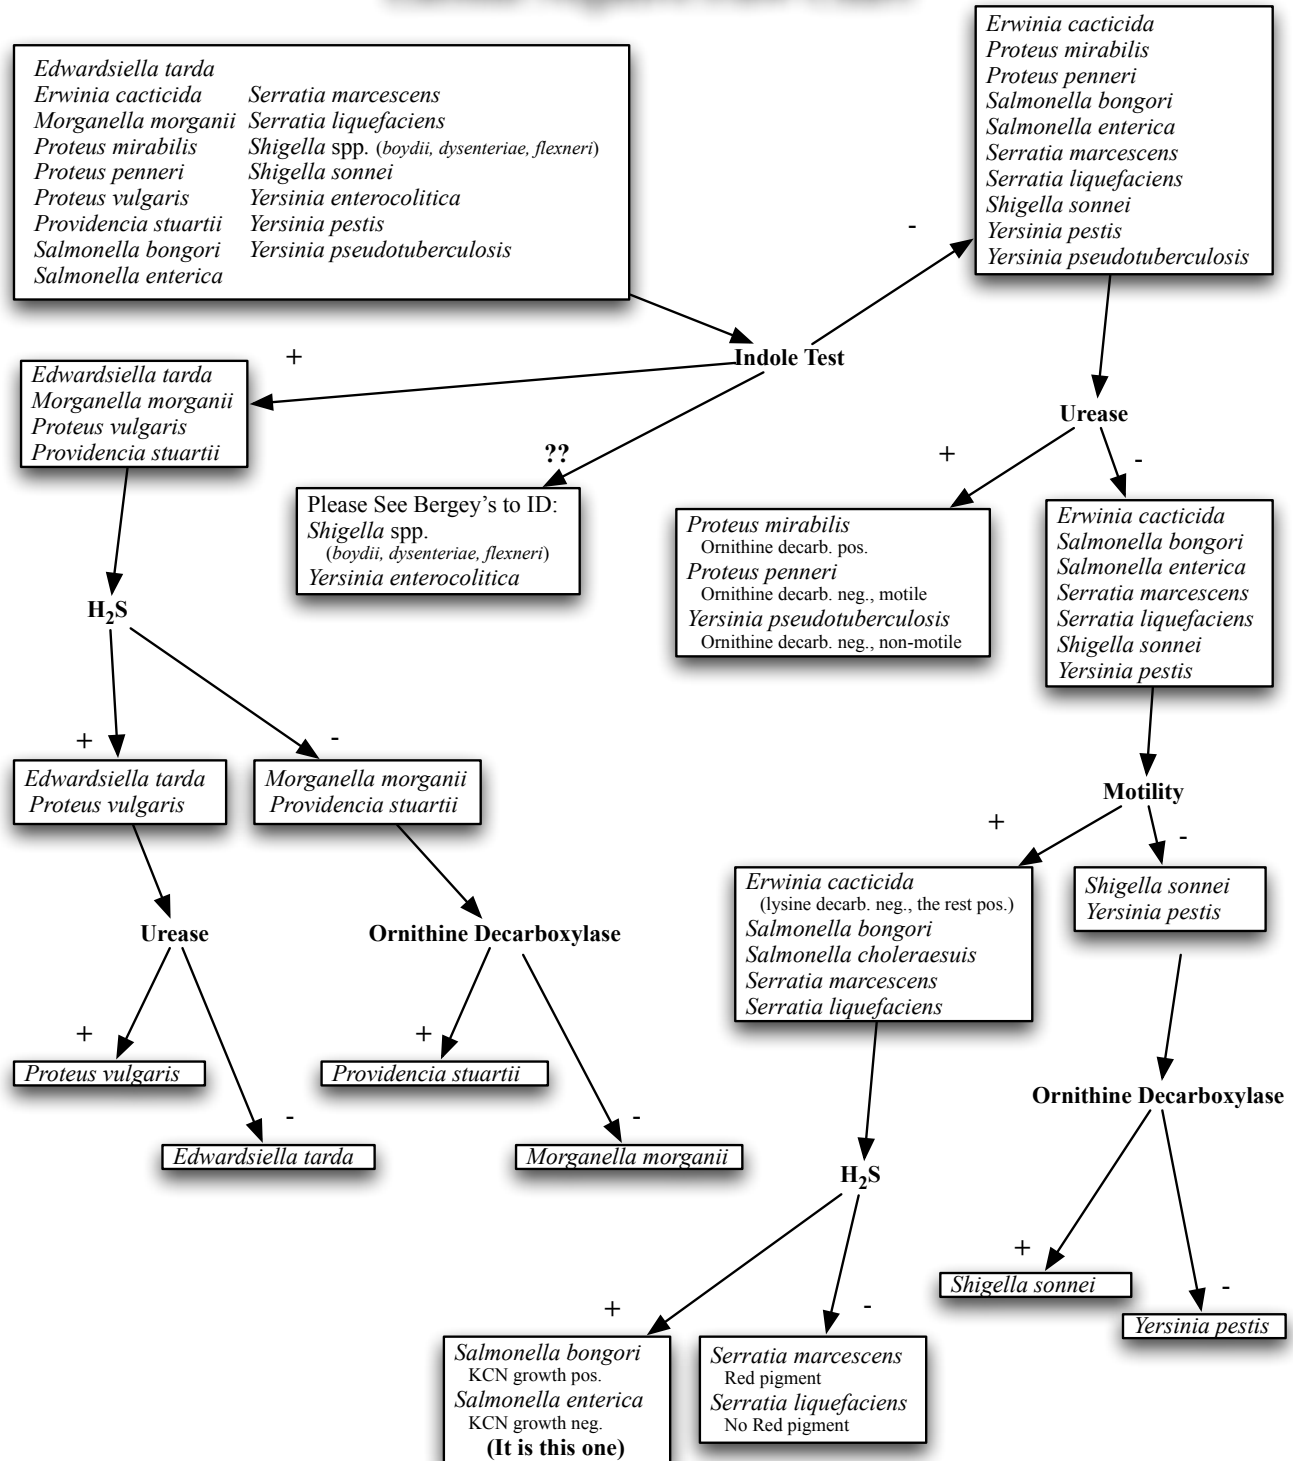 Edwardsiella tarda
Erwinia cacticida Serratia marcescens
Morganella morganii Serratia liquefaciens
Proteus mirabilis Shigella spp. (boydii, dysenteriae, flexneri)
Proteus penneri Shigella sonnei
Proteus vulgaris Yersinia enterocolitica
Providencia stuartii Yersinia pestis
Salmonella bongori Yersinia pseudotuberculosis
Salmonella enterica
Erwinia cacticida
Proteus mirabilis
Proteus penneri
Salmonella bongori
Salmonella enterica
Serratia marcescens
Serratia liquefaciens
Shigella sonnei
Yersinia pestis
Yersinia pseudotuberculosis
-
Indole Test
+
Edwardsiella tarda
Morganella morganii
Proteus vulgaris
Providencia stuartii
??
Please See Bergey's to ID:
Shigella spp.
(boydii, dysenteriae, flexneri)
Yersinia enterocolitica
Urease
+
-
Proteus mirabilis
Ornithine decarb. pos.
Proteus penneri
Ornithine decarb. neg., motile
Yersinia pseudotuberculosis
Ornithine decarb. neg., non-motile
Erwinia cacticida
Salmonella bongori
Salmonella enterica
Serratia marcescens
Serratia liquefaciens
Shigella sonnei
Yersinia pestis
H2S
+
-
Edwardsiella tarda
Proteus vulgaris
Morganella morganii
Providencia stuartii
Motility
+
-
Erwinia cacticida
(lysine decarb. neg., the rest pos.)
Salmonella bongori
Salmonella choleraesuis
Serratia marcescens
Serratia liquefaciens
Shigella sonnei
Yersinia pestis
Urease
+
-
Proteus vulgaris
Edwardsiella tarda
Ornithine Decarboxylase
+
-
Providencia stuartii
Morganella morganii
Ornithine Decarboxylase
+
-
Shigella sonnei
Yersinia pestis
H2S
+
-
Salmonella bongori
KCN growth pos.
Salmonella enterica
KCN growth neg.
(It is this one)
Serratia marcescens
Red pigment
Serratia liquefaciens
No Red pigment